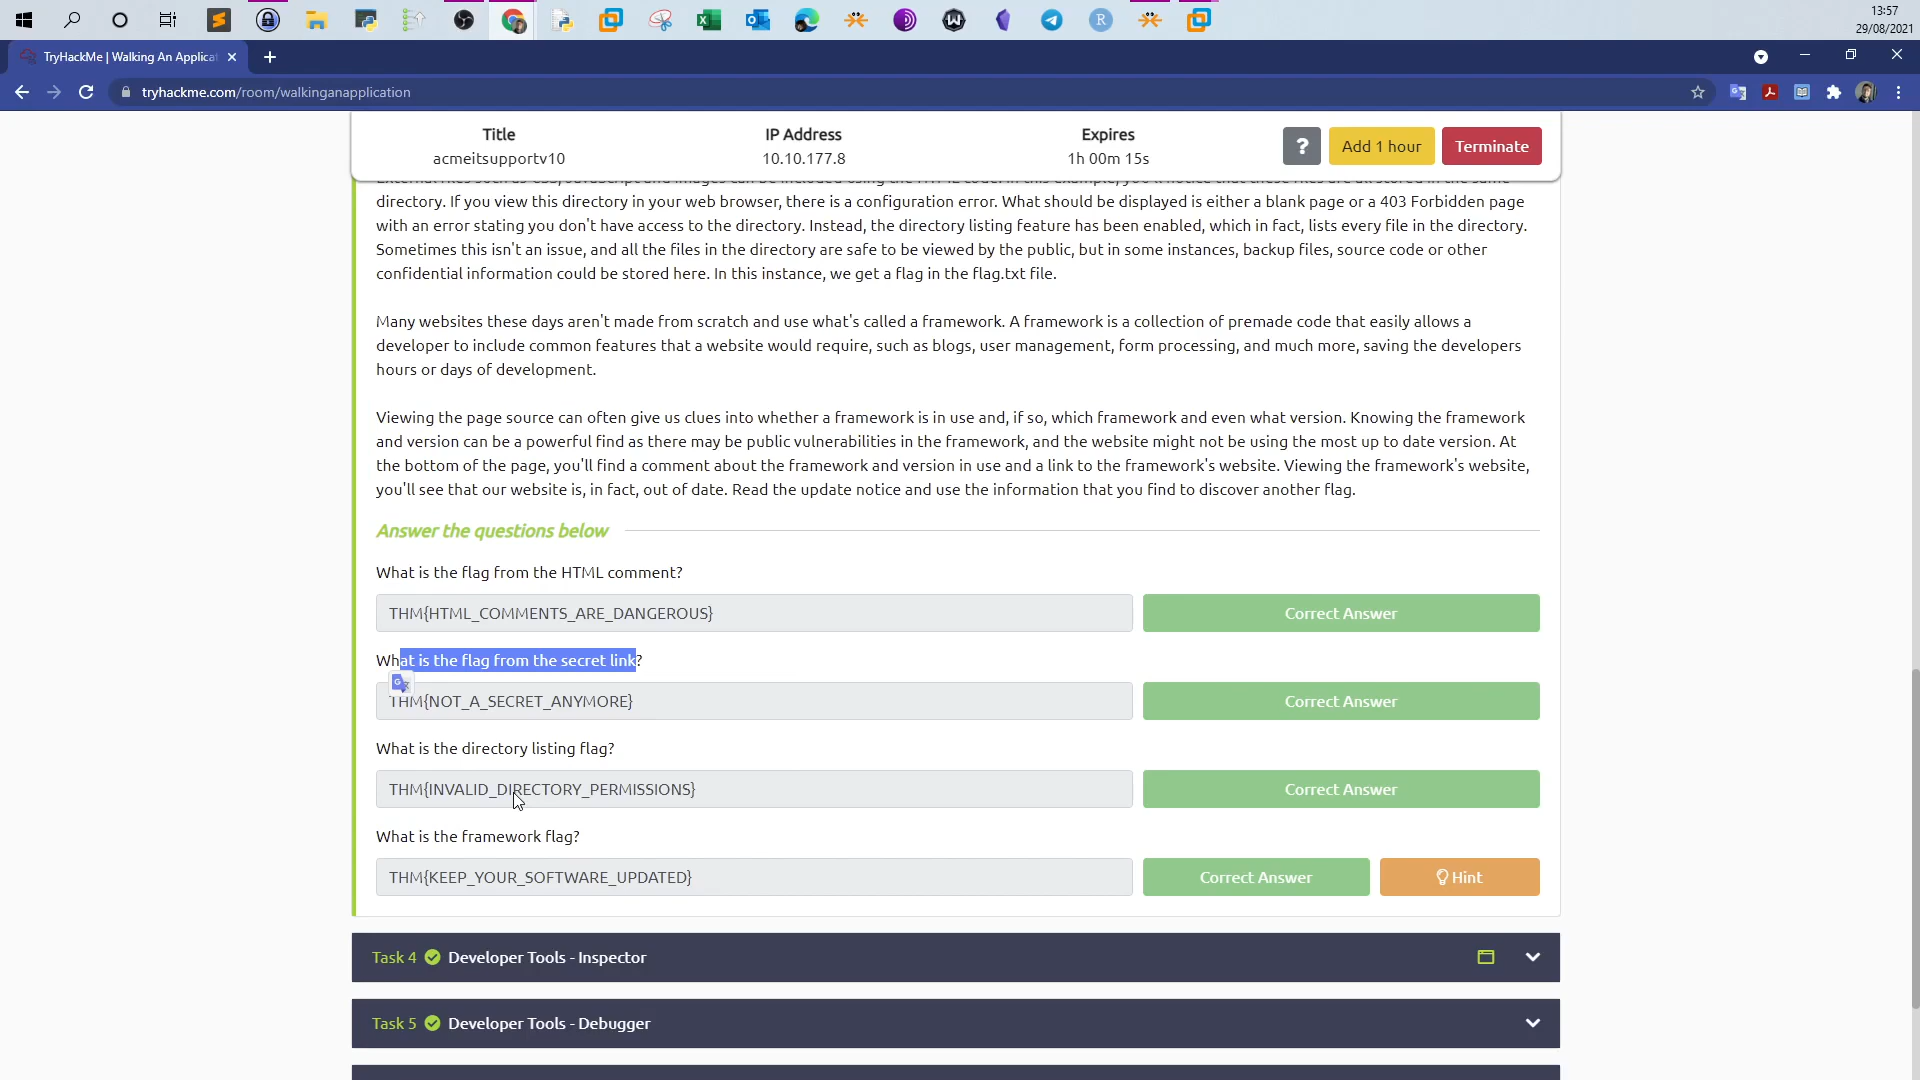 13:57
29/08/2021
TryHackMe | Walking An Applicat
tryhackme.com/room/walkinganapplication
Title
acmeitsupportv10
IP Address
10.10.177.8
Expires
1h 00m 15s
?
Add 1 hour
Terminate
directory. If you view this directory in your web browser, there is a configuration error. What should be displayed is either a blank page or a 403 Forbidden page
with an error stating you don't have access to the directory. Instead, the directory listing feature has been enabled, which in fact, lists every file in the directory.
Sometimes this isn't an issue, and all the files in the directory are safe to be viewed by the public, but in some instances, backup files, source code or other
confidential information could be stored here. In this instance, we get a flag in the flag.txt file.
Many websites these days aren't made from scratch and use what's called a framework. A framework is a collection of premade code that easily allows a
developer to include common features that a website would require, such as blogs, user management, form processing, and much more, saving the developers
hours or days of development.
Viewing the page source can often give us clues into whether a framework is in use and, if so, which framework and even what version. Knowing the framework
and version can be a powerful find as there may be public vulnerabilities in the framework, and the website might not be using the most up to date version. At
the bottom of the page, you'll find a comment about the framework and version in use and a link to the framework's website. Viewing the framework's website,
you'll see that our website is, in fact, out of date. Read the update notice and use the information that you find to discover another flag.
Answer the questions below
What is the flag from the HTML comment?
THM{HTML_COMMENTS_ARE_DANGEROUS}
Correct Answer
What is the flag from the secret link?
THM{NOT_A_SECRET_ANYMORE}
Correct Answer
What is the directory listing flag?
THM{INVALID_DIRECTORY_PERMISSIONS}
Correct Answer
What is the framework flag?
THM{KEEP_YOUR_SOFTWARE_UPDATED}
Correct Answer
Hint
Task 4 Developer Tools - Inspector
Task 5 Developer Tools - Debugger